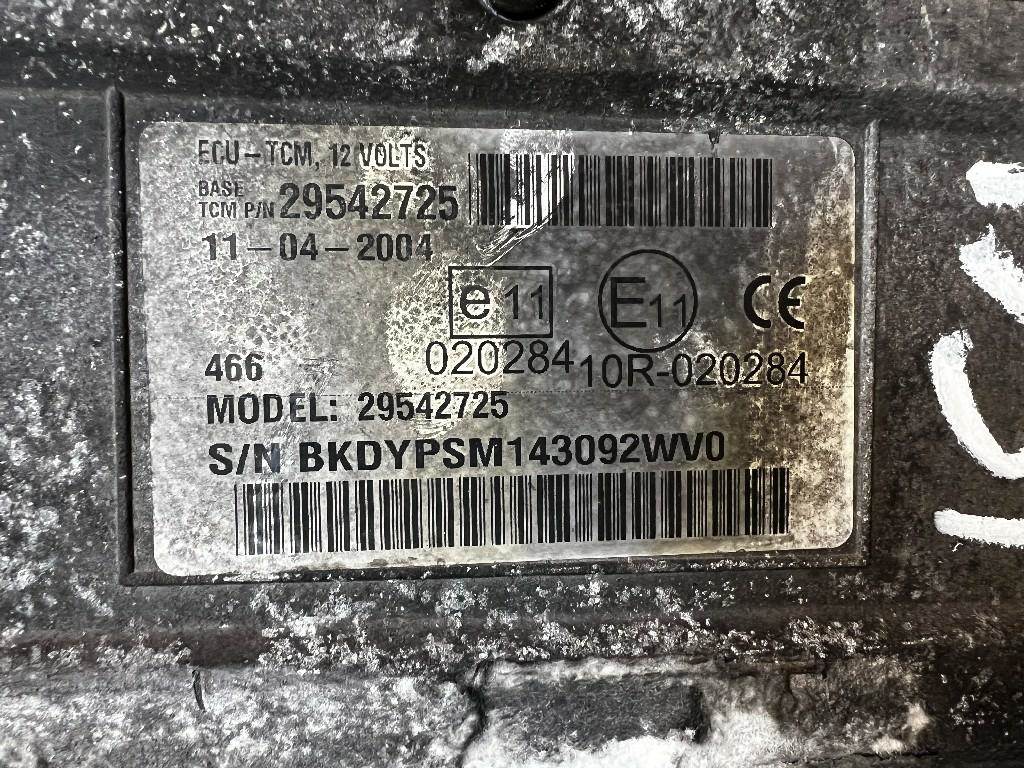 ECU-TCM, 12 VOLTS
BASE
TCM P/N 29542725
11-04-2004
e11 E11 CE
020284 10R-020284
466
MODEL: 29542725
S/N BKDYPSM143092WV0